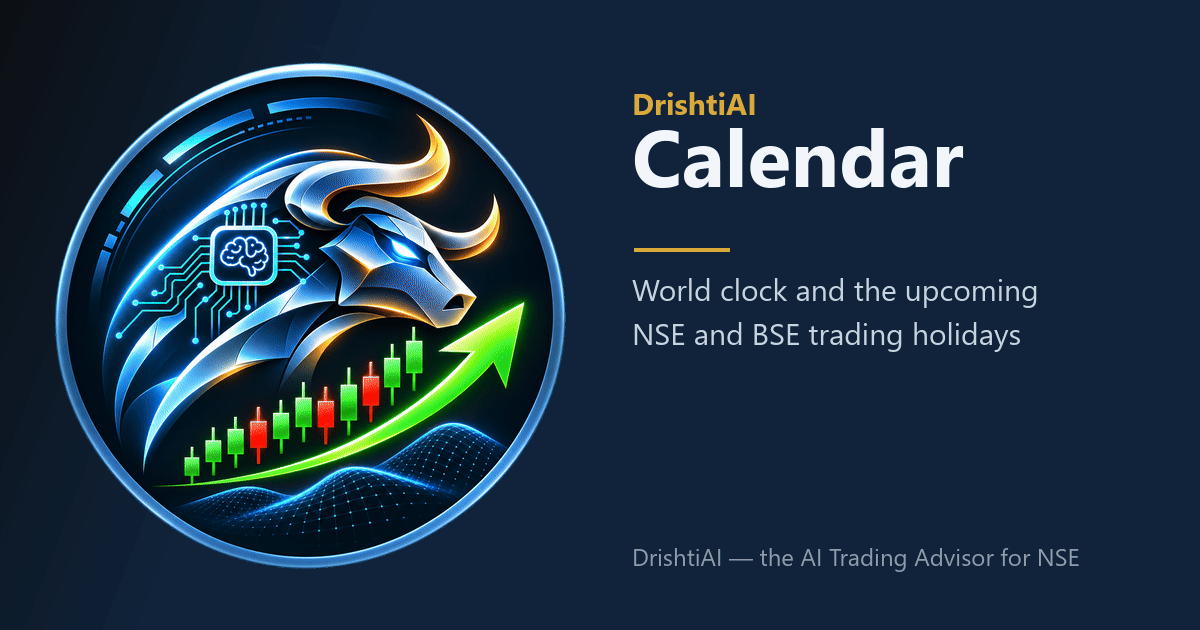 DrishtiAI
Calendar
World clock and the upcoming
NSE and BSE trading holidays
DrishtiAI — the AI Trading Advisor for NSE